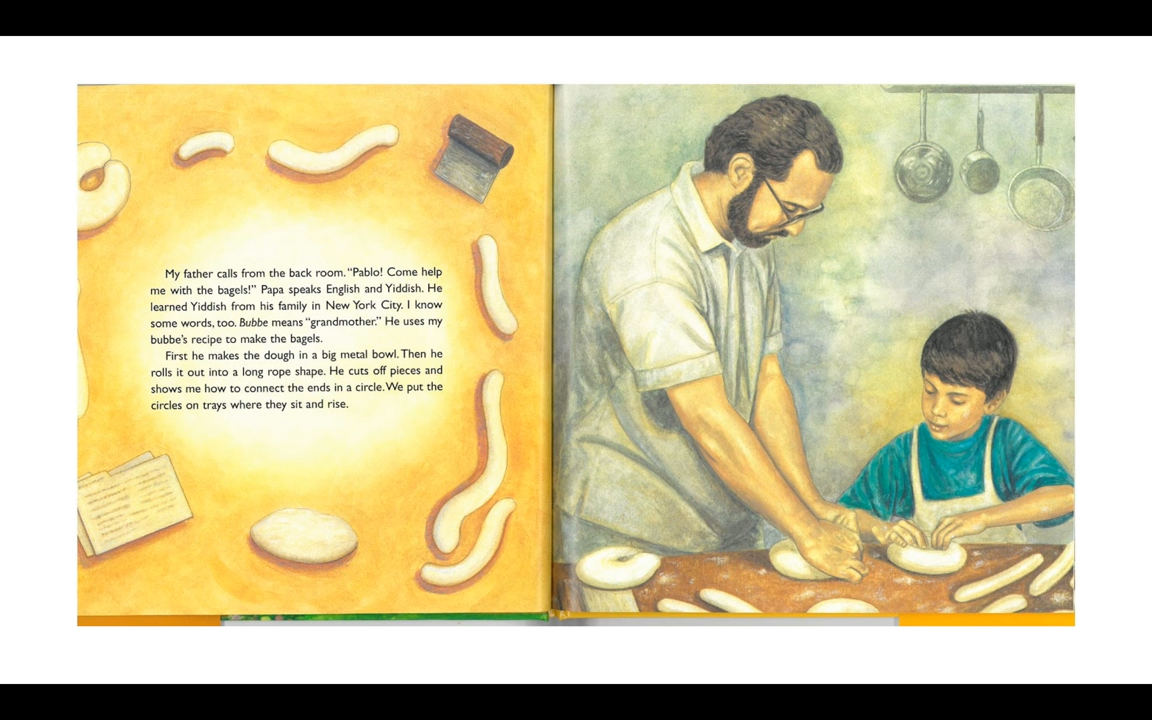 My father calls from the back room. "Pablo! Come help
me with the bagels!" Papa speaks English and Yiddish. He
learned Yiddish from his family in New York City. I know
some words, too. Bubbe means "grandmother." He uses my
bubbe's recipe to make the bagels.
First he makes the dough in a big metal bowl. Then he
rolls it out into a long rope shape. He cuts off pieces and
shows me how to connect the ends in a circle. We put the
circles on trays where they sit and rise.